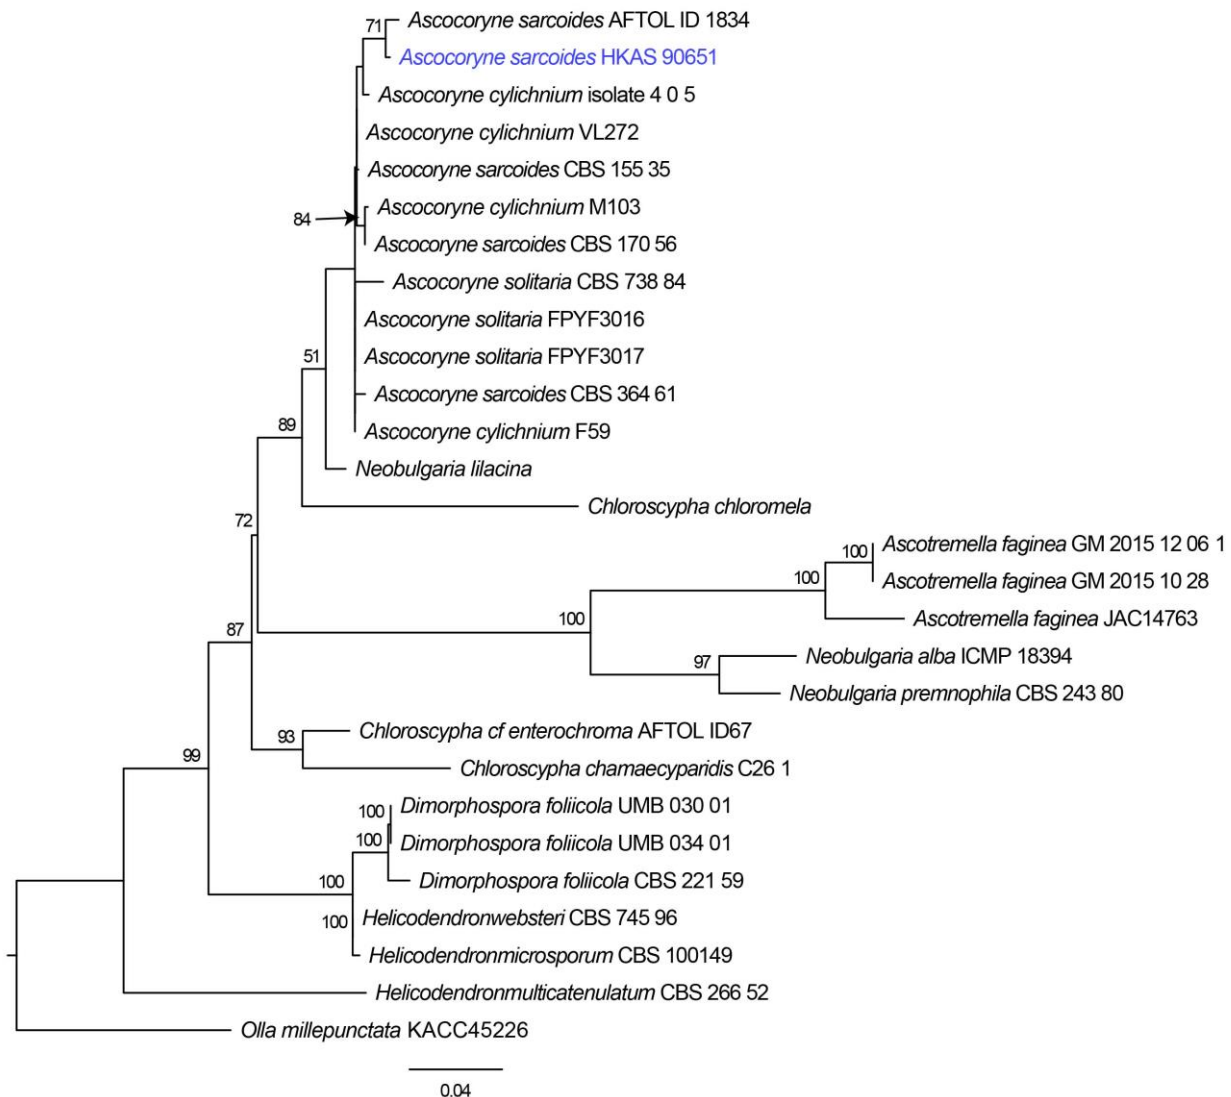 71
Ascocoryne sarcoides AFTOL ID 1834
Ascocoryne sarcoides HKAS 90651
Ascocoryne cylichnium isolate 4 0 5
Ascocoryne cylichnium VL272
Ascocoryne sarcoides CBS 155 35
Ascocoryne cylichnium M103
84
Ascocoryne sarcoides CBS 170 56
Ascocoryne solitaria CBS 738 84
Ascocoryne solitaria FPYF3016
51
Ascocoryne solitaria FPYF3017
Ascocoryne sarcoides CBS 364 61
89
Ascocoryne cylichnium F59
Neobulgaria lilacina
Chloroscypha chloromela
72
100
Ascotremella faginea GM 2015 12 06 1
100
Ascotremella faginea GM 2015 10 28
100
Ascotremella faginea JAC14763
87
97
Neobulgaria alba ICMP 18394
Neobulgaria premnophila CBS 243 80
93
Chloroscypha cf enterochroma AFTOL ID67
99
Chloroscypha chamaecyparidis C26 1
100
Dimorphospora foliicola UMB 030 01
100
Dimorphospora foliicola UMB 034 01
100
Dimorphospora foliicola CBS 221 59
100
Helicodendronwebsteri CBS 745 96
Helicodendronmicrosporum CBS 100149
Helicodendronmulticatenulatum CBS 266 52
Olla millepunctata KACC45226
0.04